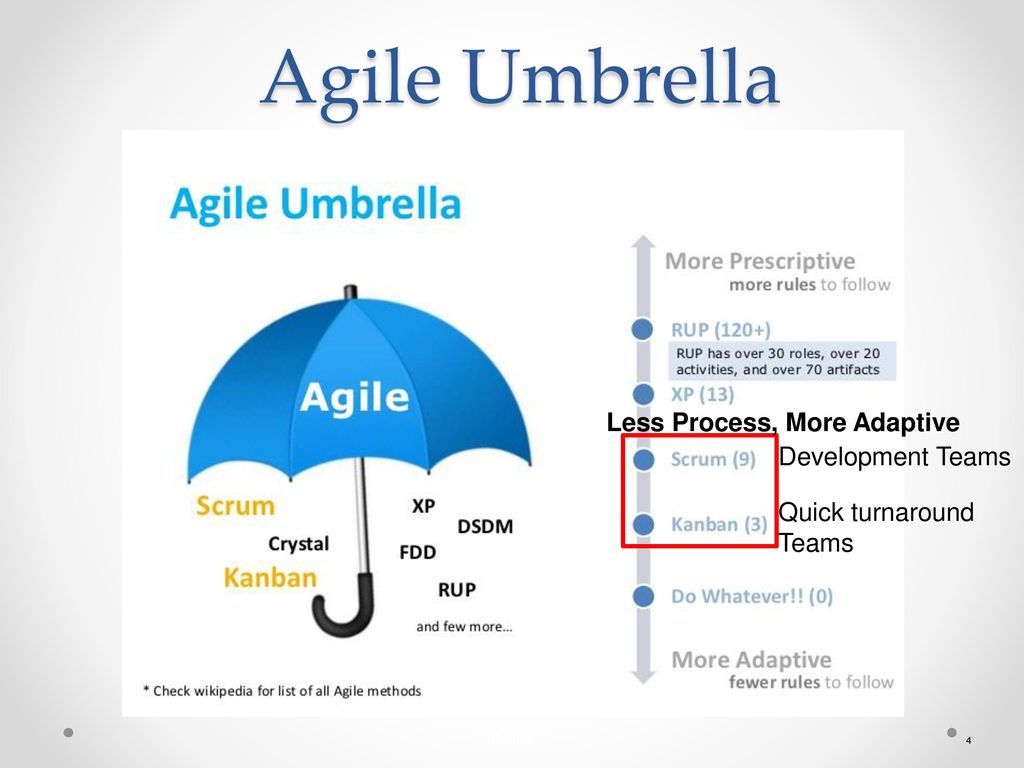 Agile Umbrella
Agile Umbrella
Agile
Scrum
XP
DSDM
Crystal
FDD
Kanban
RUP
and few more...
* Check wikipedia for list of all Agile methods
More Prescriptive
more rules to follow
RUP (120+)
RUP has over 30 roles, over 20
activities, and over 70 artifacts
XP (13)
Less Process, More Adaptive
Scrum (9) Development Teams
Kanban (3) Quick turnaround
Teams
Do Whatever!! (0)
More Adaptive
fewer rules to follow
4